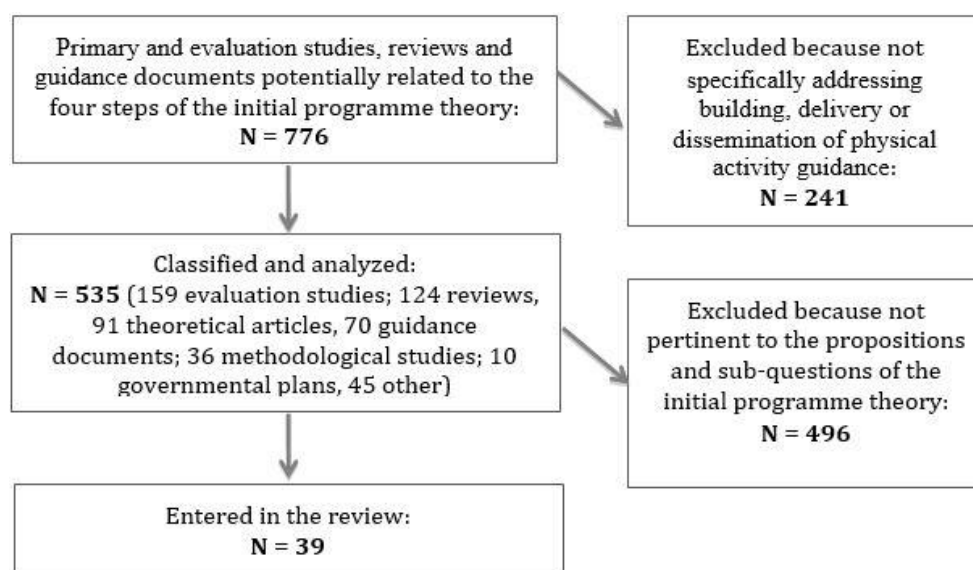 Primary and evaluation studies, reviews and
guidance documents potentially related to the
four steps of the initial programme theory:
N = 776
Excluded because not
specifically addressing
building, delivery or
dissemination of physical
activity guidance:
N = 241
Classified and analyzed:
N = 535 (159 evaluation studies; 124 reviews,
91 theoretical articles, 70 guidance
documents; 36 methodological studies; 10
governmental plans, 45 other)
Excluded because not
pertinent to the propositions
and sub-questions of the
initial programme theory:
N = 496
Entered in the review:
N = 39